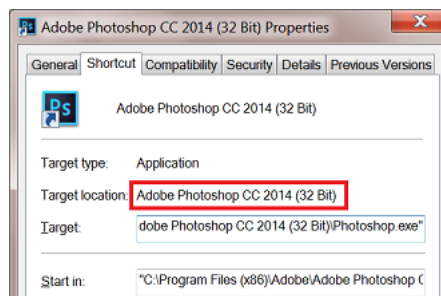 Adobe Photoshop CC 2014 (32 Bit) Properties
General Shortcut Compatibility Security Details Previous Versions
Ps
Adobe Photoshop CC 2014 (32 Bit)
Target type: Application
Target location: Adobe Photoshop CC 2014 (32 Bit)
Target: dobe Photoshop CC 2014 (32 Bit)\Photoshop.exe"
Start in: "C:\Program Files (x86)\Adobe\Adobe Photoshop C